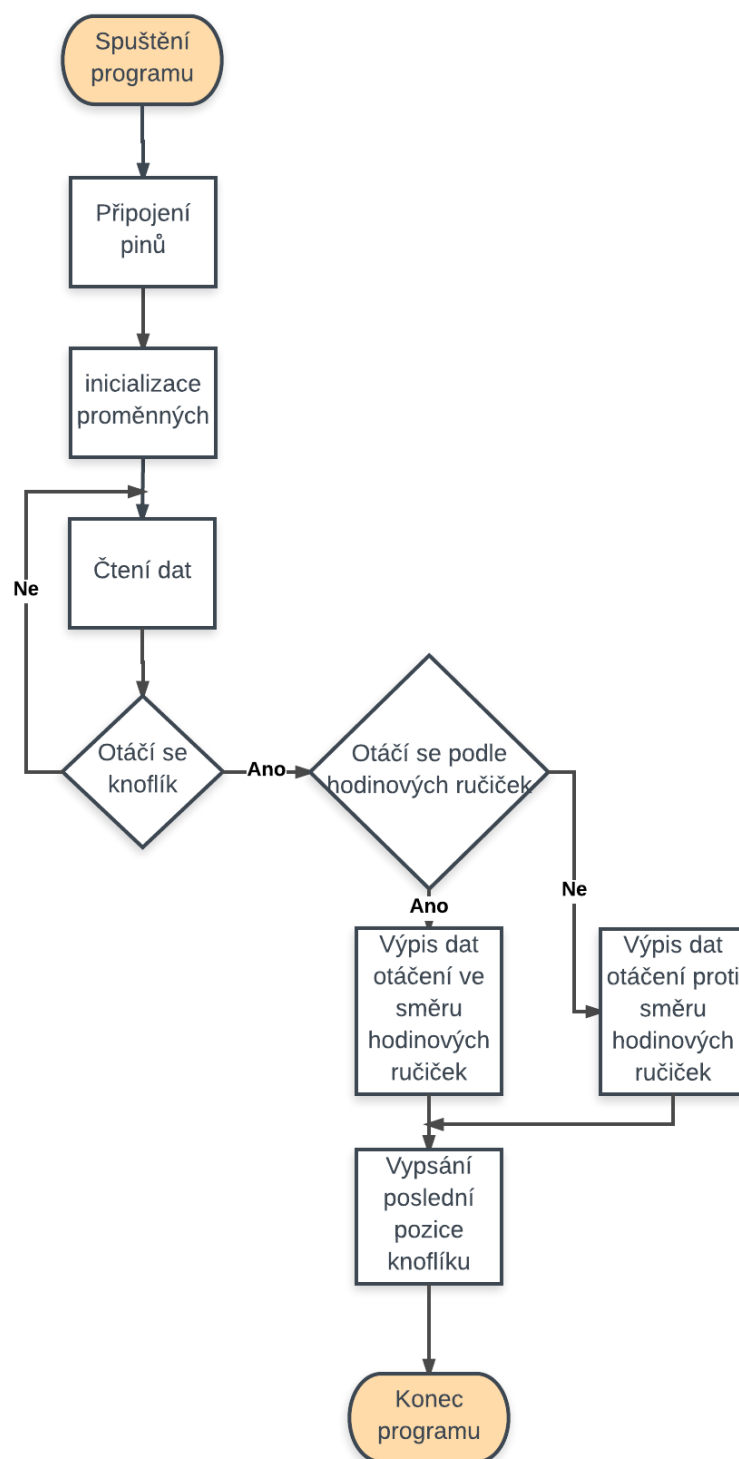 Spuštění
programu
Připojení
pinů
inicializace
proměnných
Čtení dat
Ne
Otáčí se
knoflík
Ano
Otáčí se podle
hodinových ručiček
Ano
Ne
Výpis dat
otáčení ve
směru
hodinových
ručiček
Výpis dat
otáčení proti
směru
hodinových
ručiček
Vypsání
poslední
pozice
knoflíku
Konec
programu